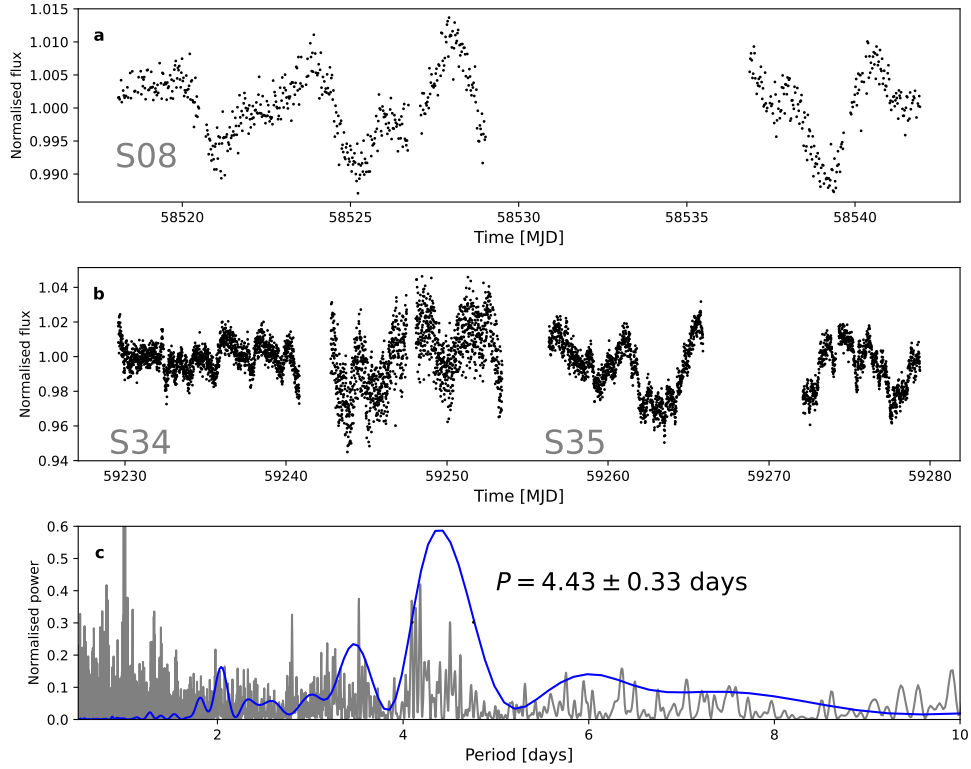 1.015
1.010
1.005
1.000
0.995
0.990
Normalised flux
a
S08
58520 58525 58530 58535 58540
Time [MJD]
1.04
1.02
1.00
0.98
0.96
0.94
Normalised flux
b
S34 S35
59230 59240 59250 59260 59270 59280
Time [MJD]
0.6
0.5
0.4
0.3
0.2
0.1
0.0
Normalised power
c
P = 4.43 ± 0.33 days
2 4 6 8 10
Period [days]